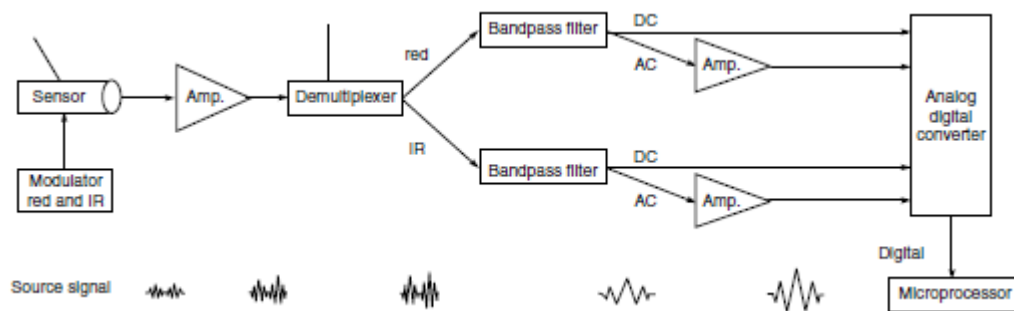 Bandpass filter
DC
red
AC
Amp.
Sensor
Amp.
Demultiplexer
Analog
digital
converter
IR
DC
Bandpass filter
Modulator
red and IR
AC
Amp.
Digital
Source signal
Microprocessor